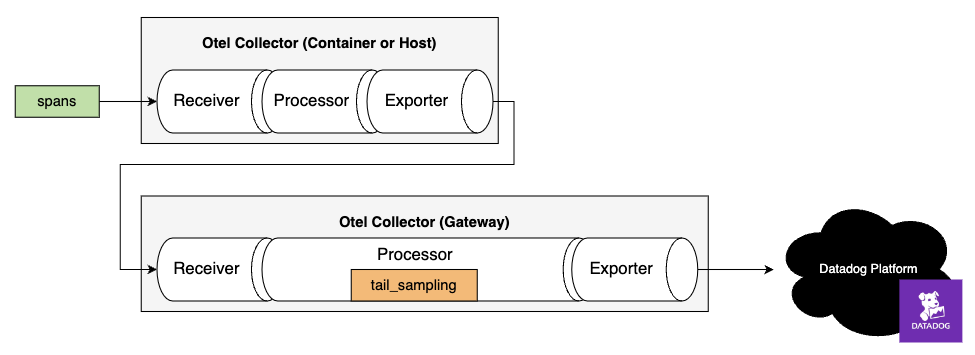 Otel Collector (Container or Host)
spans
Receiver
Processor
Exporter
Otel Collector (Gateway)
Receiver
Processor
tail_sampling
Exporter
Datadog Platform
DATADOG